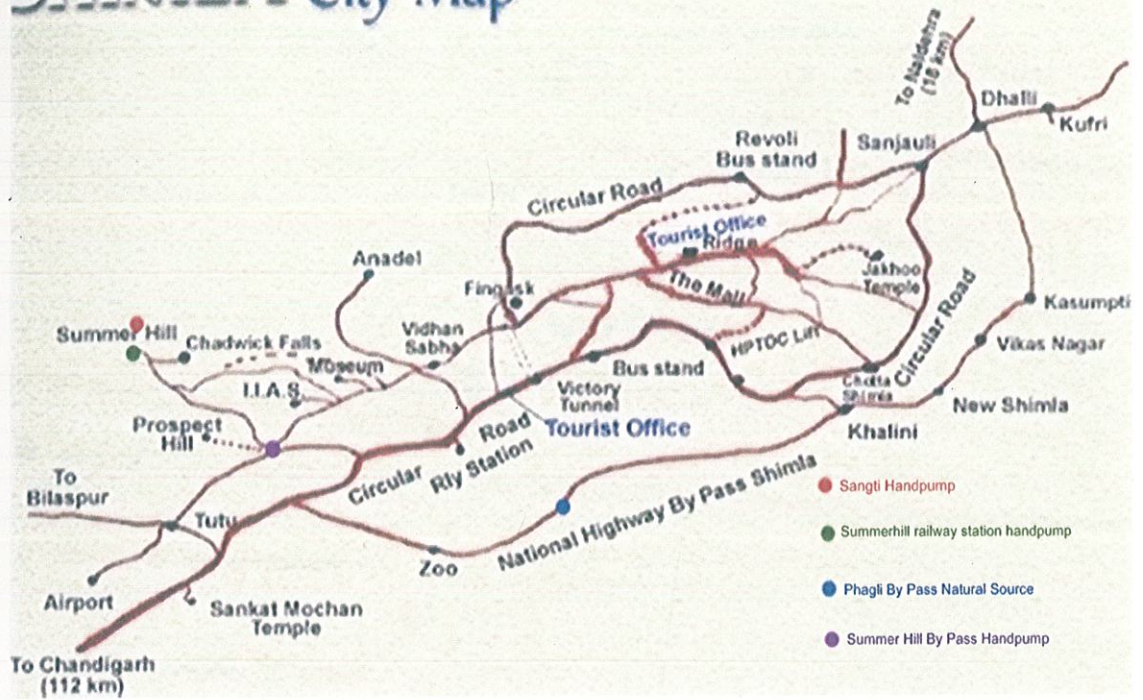 City Map
To Naldehra
(18 km)
Dhalli
Kufri
Revoli
Bus stand
Sanjauli
Circular Road
Tourist Office
Ridge
Anadel
Jakhoo
Temple
The Mall
Kasumpti
Summer Hill
Chadwick Falls
Vidhan
Sabha
HPTDC Lift
Circular Road
Vikas Nagar
Museum
Bus stand
I.I.A.S.
Victory
Tunnel
Chotta
Shimla
New Shimla
Prospect
Hill
Road
Tourist Office
Khalini
To
Bilaspur
Circular
Rly Station
National Highway By Pass Shimla
Sangti Handpump
Tutu
Summerhill railway station handpump
Zoo
Phagli By Pass Natural Source
Airport
Sankat Mochan
Temple
Summer Hill By Pass Handpump
To Chandigarh
(112 km)